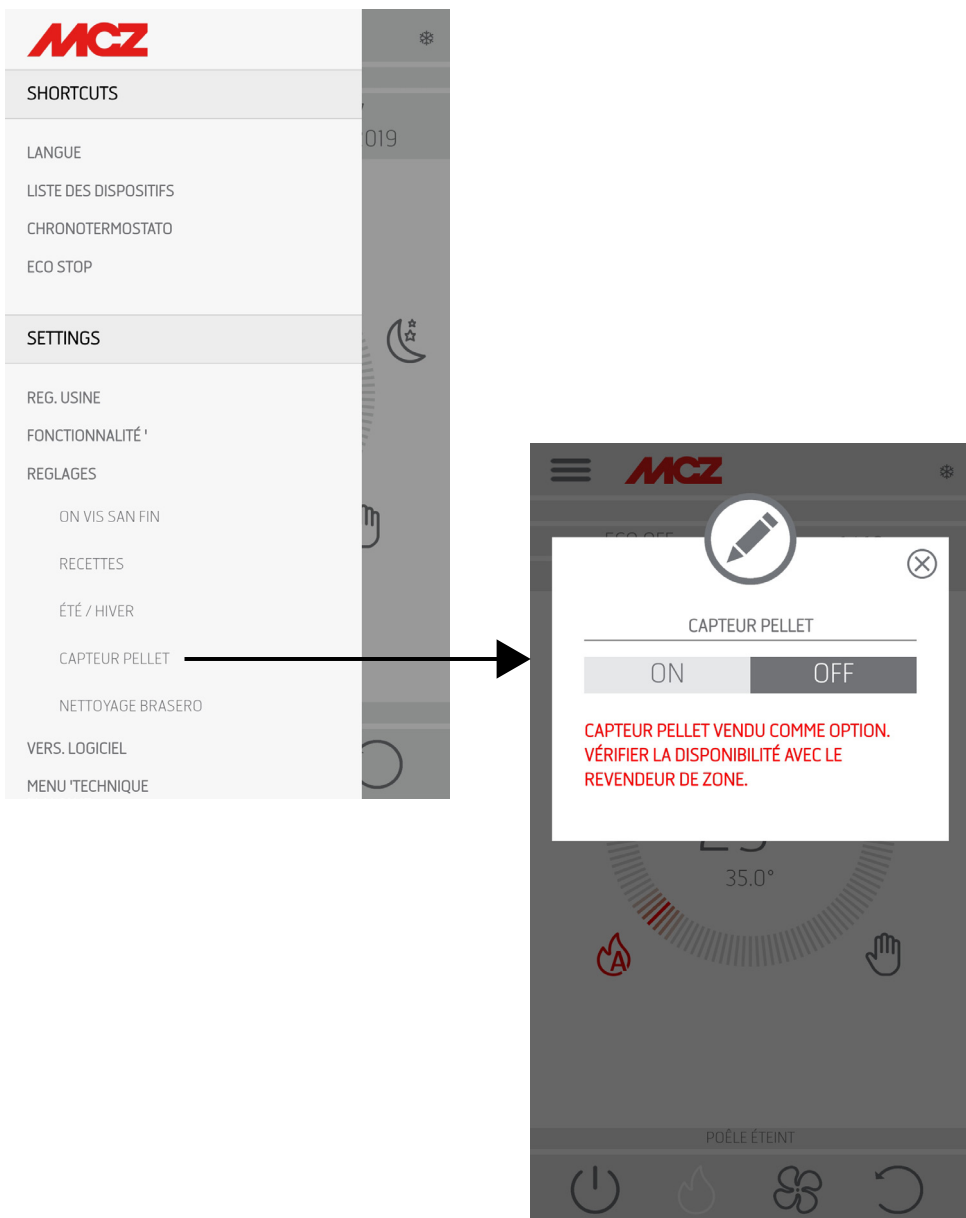 MCZ
SHORTCUTS
2019
LANGUE
LISTE DES DISPOSITIFS
CHRONOTERMOSTATO
ECO STOP
SETTINGS
REG. USINE
FONCTIONNALITÉ '
REGLAGES
ON VIS SAN FIN
RECETTES
ÉTÉ / HIVER
CAPTEUR PELLET
NETTOYAGE BRASERO
VERS. LOGICIEL
MENU 'TECHNIQUE
MCZ
CAPTEUR PELLET
ON OFF
CAPTEUR PELLET VENDU COMME OPTION.
VÉRIFIER LA DISPONIBILITÉ AVEC LE
REVENDEUR DE ZONE.
35.0°
A
POÊLE ÉTEINT